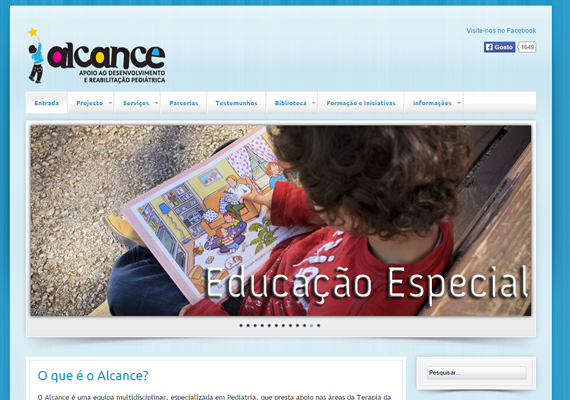 Visite-nos no Facebook
Gosto 1649
alcance
APOIO AO DESENVOLVIMENTO
E REABILITAÇÃO PEDIÁTRICA
Entrada Projecto Serviços Parcerias Testemunhos Biblioteca Formação e Iniciativas Informações
Educação Especial
O que é o Alcance?
Pesquisar...
O Alcance é uma equipa multidisciplinar, especializada em Pediatria, que presta apoio nas áreas da Terapia da